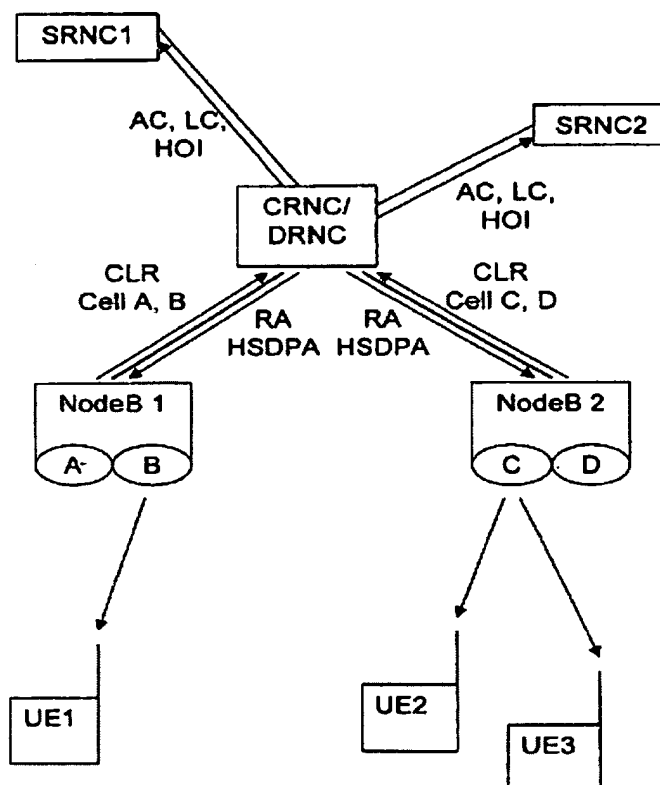 SRNC1
AC, LC,
HOI
SRNC2
AC, LC,
HOI
CRNC/
DRNC
CLR
Cell A, B
RA
HSDPA
RA
HSDPA
CLR
Cell C, D
NodeB 1
A
B
NodeB 2
C
D
UE1
UE2
UE3